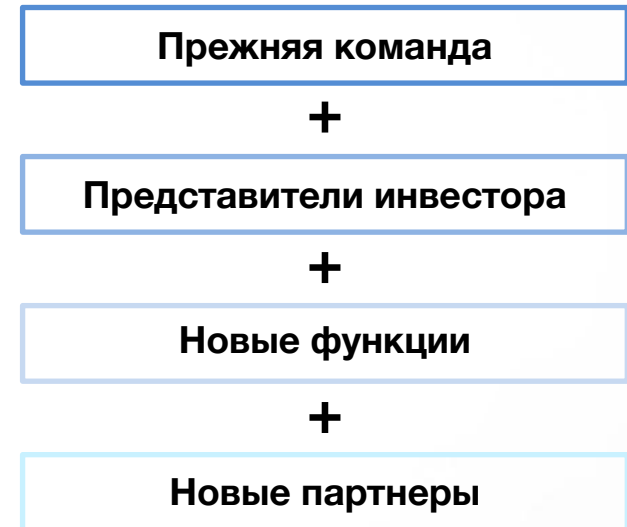 Прежняя команда
+
Представители инвестора
+
Новые функции
+
Новые партнеры